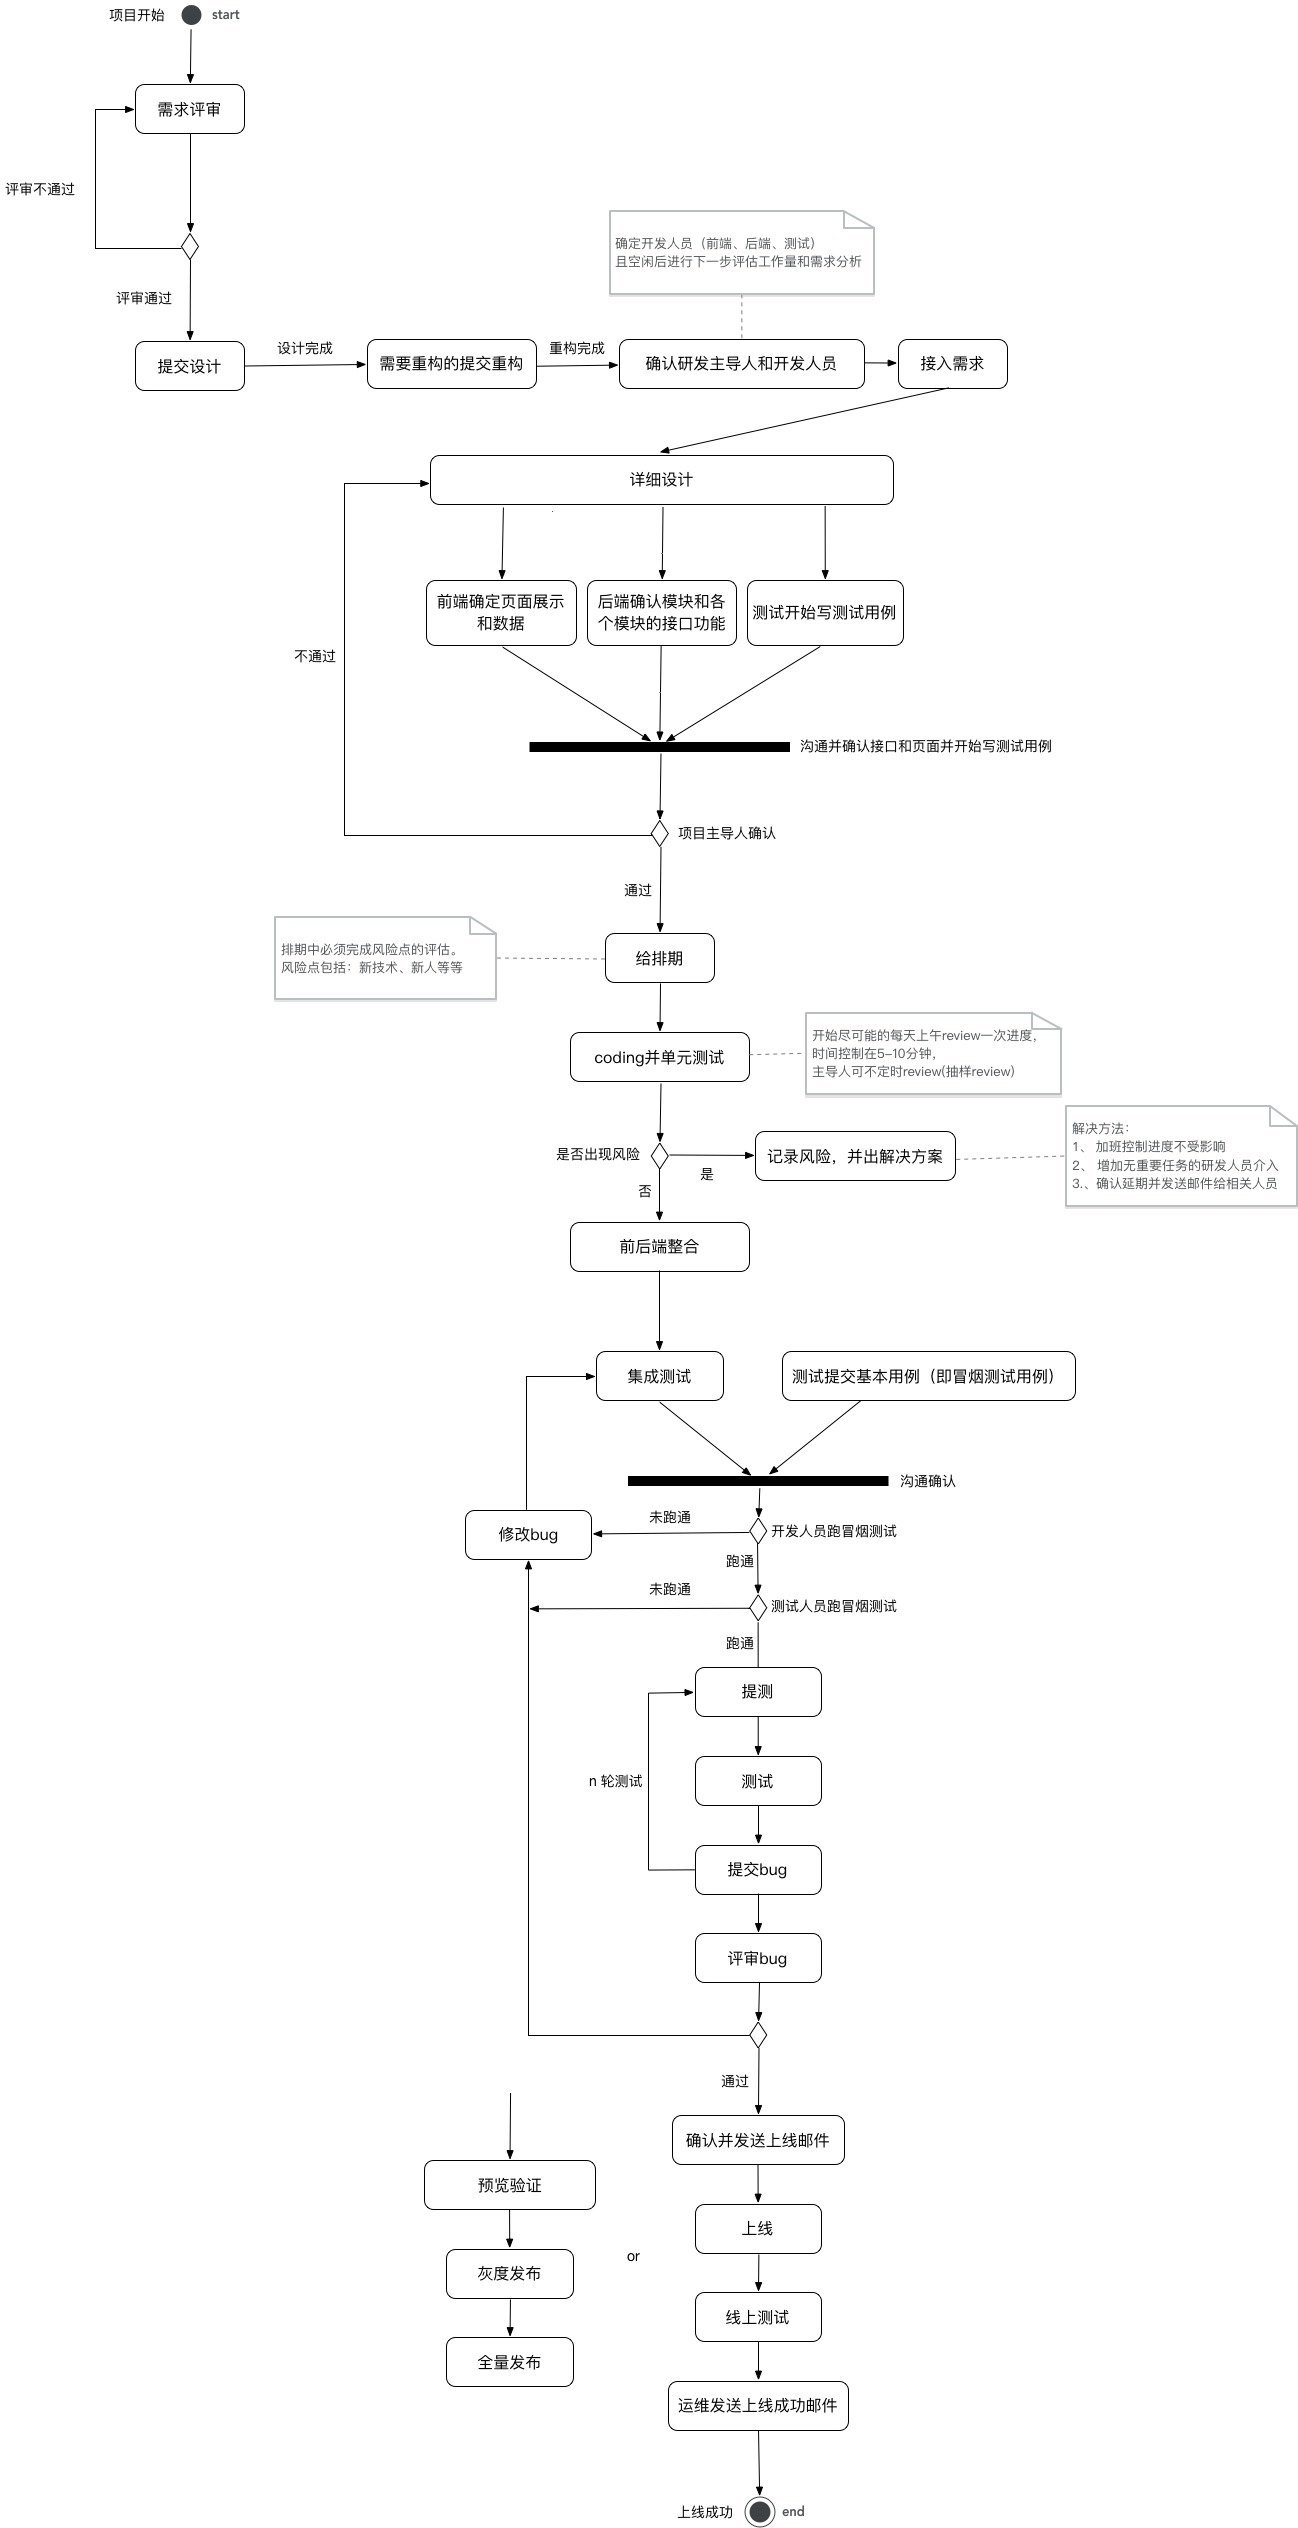 项目开始
start
需求评审
评审不通过
评审通过
确定开发人员（前端、后端、测试）
且空闲后进行下一步评估工作量和需求分析
提交设计
设计完成
需要重构的提交重构
重构完成
确认研发主导人和开发人员
接入需求
详细设计
前端确定页面展示
和数据
后端确认模块和各
个模块的接口功能
测试开始写测试用例
不通过
沟通并确认接口和页面并开始写测试用例
项目主导人确认
通过
排期中必须完成风险点的评估。
风险点包括：新技术、新人等等
给排期
coding并单元测试
开始尽可能的每天上午review一次进度，
时间控制在5-10分钟，
主导人可不定时review(抽样review)
是否出现风险
是
否
记录风险，并出解决方案
解决方法：
1、 加班控制进度不受影响
2、 增加无重要任务的研发人员介入
3.、确认延期并发送邮件给相关人员
前后端整合
集成测试
测试提交基本用例（即冒烟测试用例）
沟通确认
修改bug
未跑通
开发人员跑冒烟测试
跑通
未跑通
测试人员跑冒烟测试
跑通
提测
n 轮测试
测试
提交bug
评审bug
通过
确认并发送上线邮件
预览验证
上线
or
灰度发布
线上测试
全量发布
运维发送上线成功邮件
上线成功
end